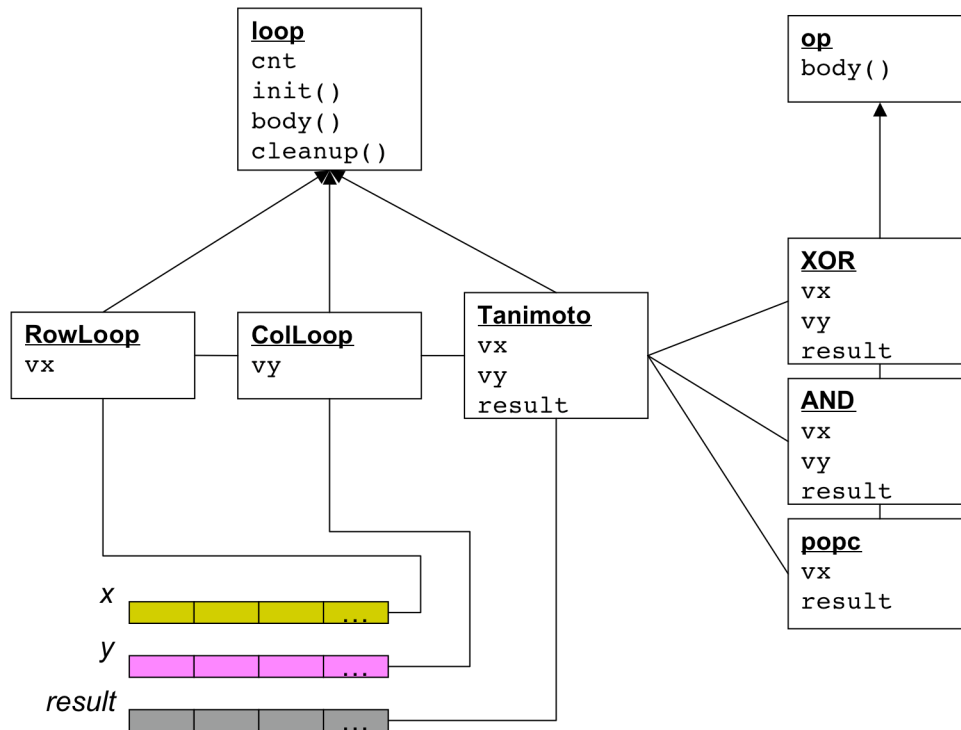 loop
cnt
init()
body()
cleanup()
op
body()
RowLoop
vx
ColLoop
vy
Tanimoto
vx
vy
result
XOR
vx
vy
result
AND
vx
vy
result
popc
vx
result
x
...
y
...
result
...